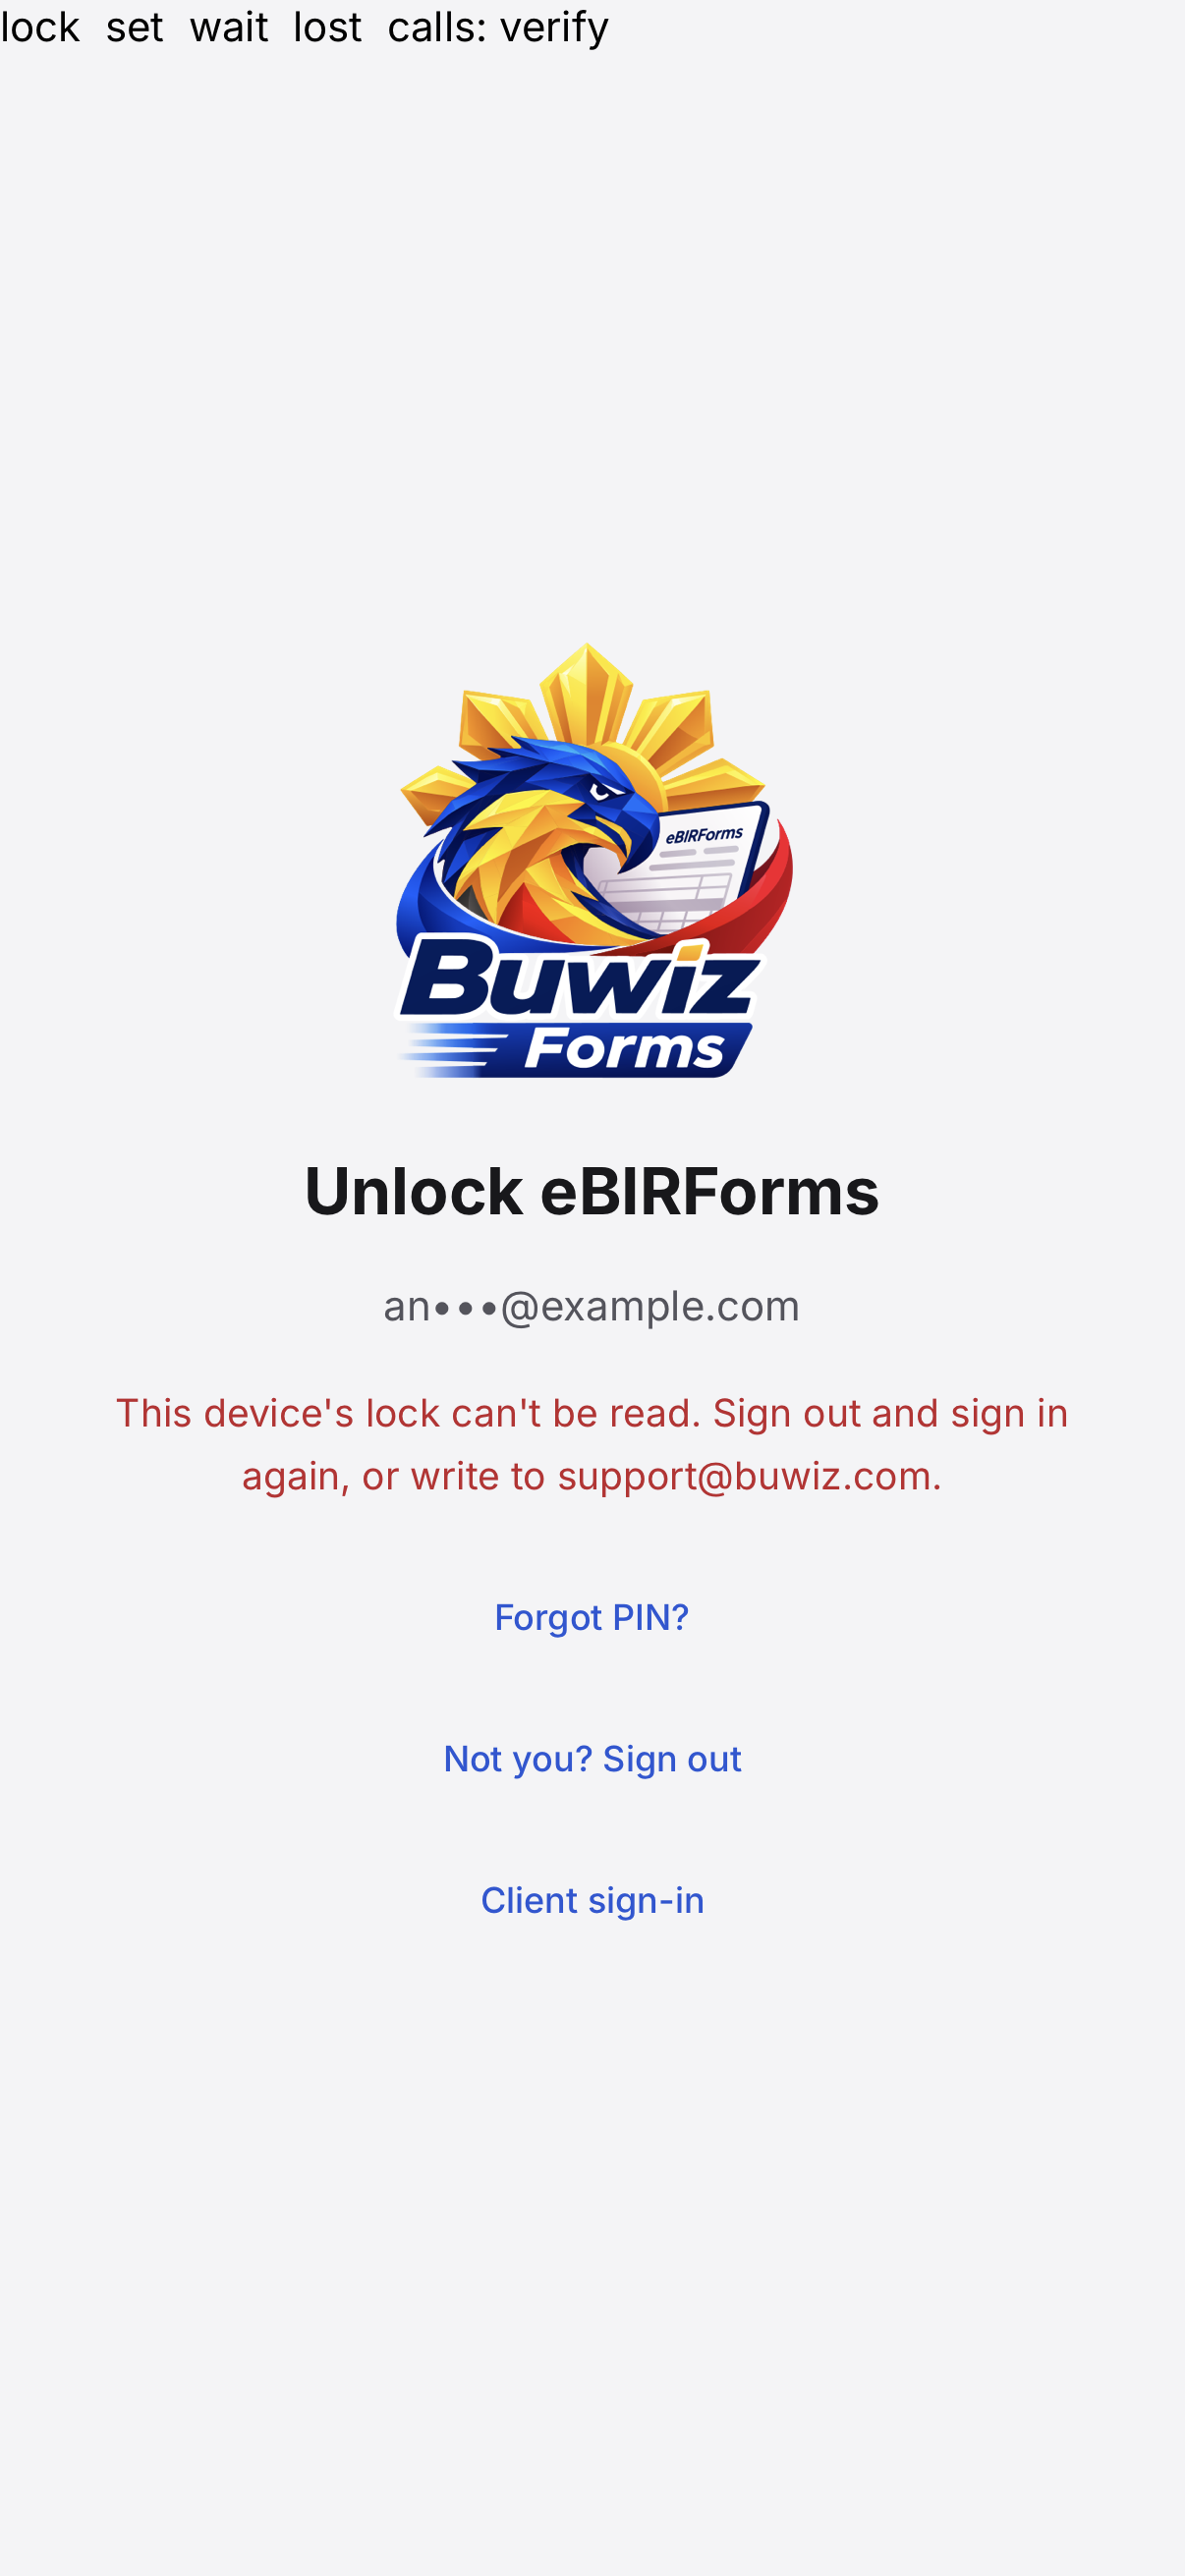 lock set wait lost calls: verify
eBIRForms
Buwiz
Forms
Unlock eBIRForms
an•••@example.com
This device's lock can't be read. Sign out and sign in
again, or write to support@buwiz.com.
Forgot PIN?
Not you? Sign out
Client sign-in